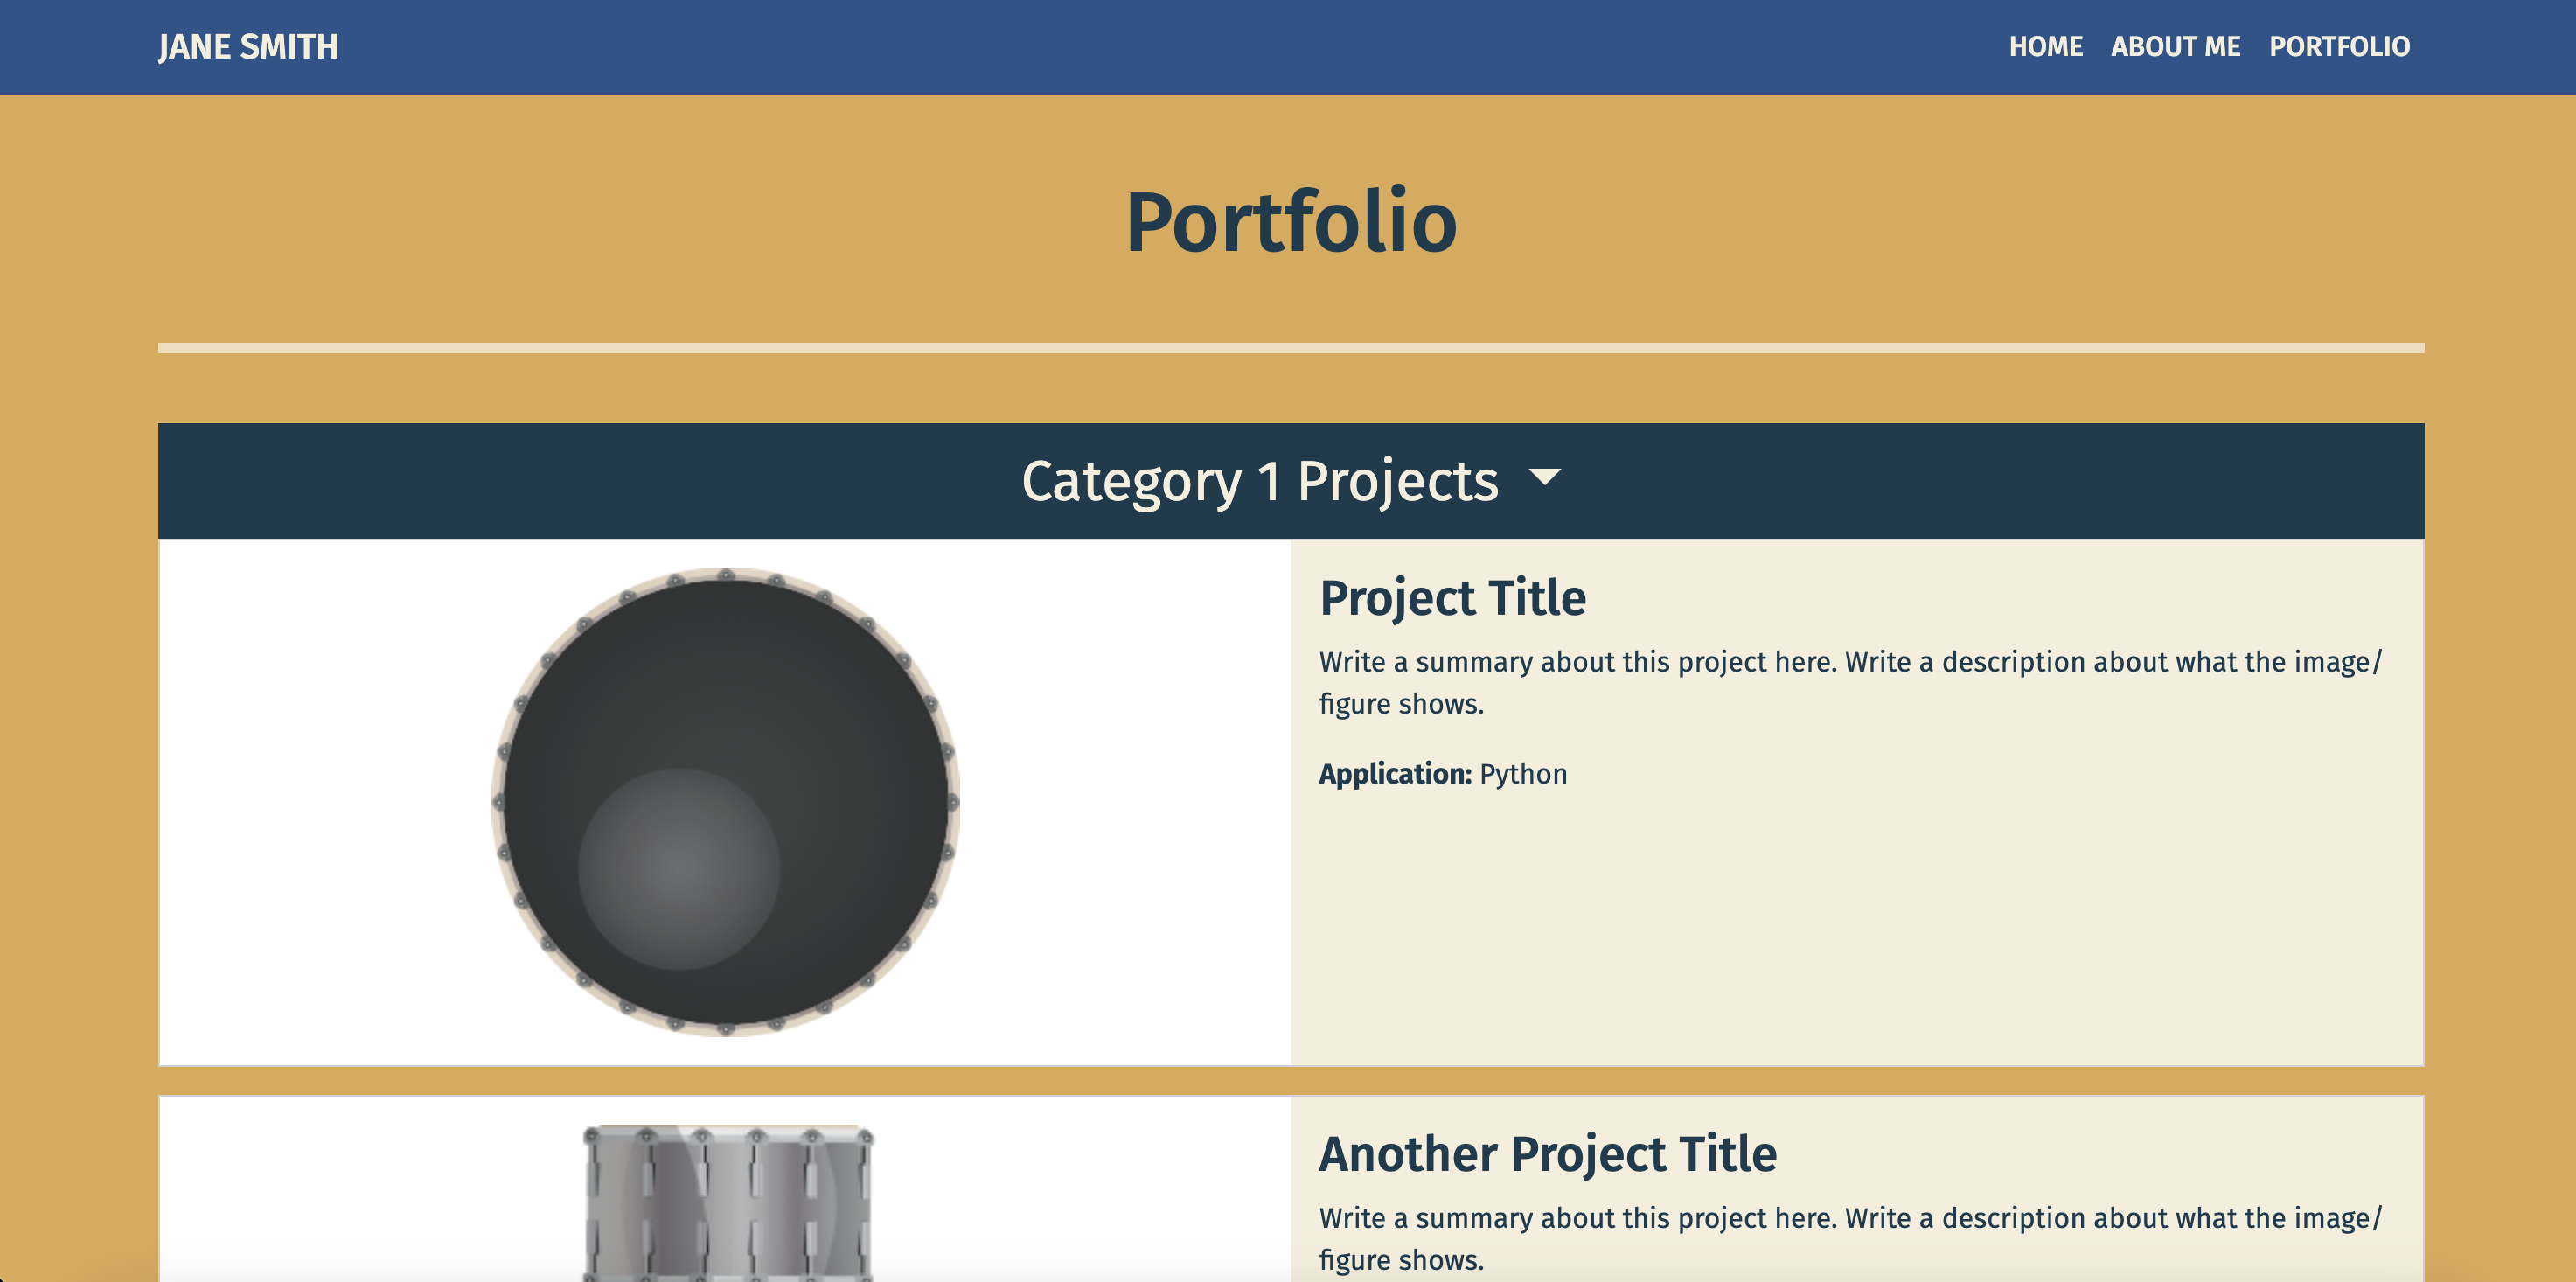 JANE SMITH
HOME ABOUT ME PORTFOLIO
Portfolio
Category 1 Projects
Project Title
Write a summary about this project here. Write a description about what the image/
figure shows.
Application: Python
Another Project Title
Write a summary about this project here. Write a description about what the image/
figure shows.